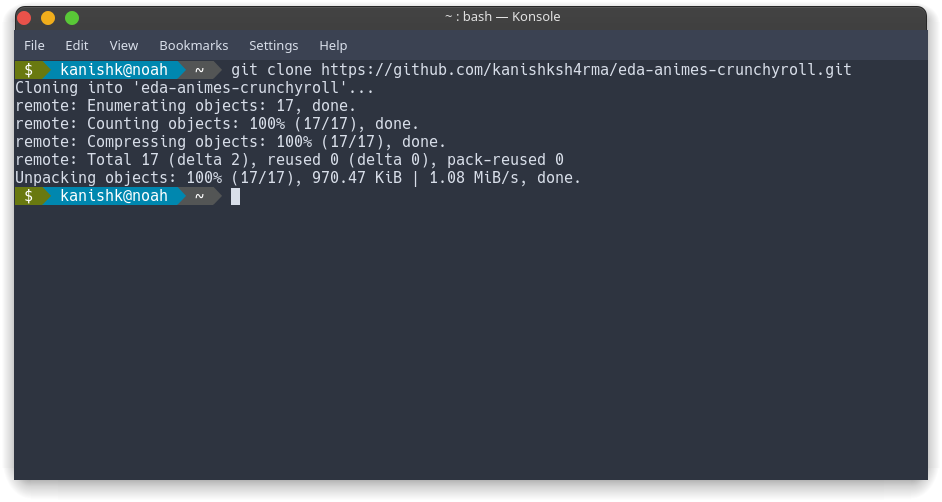 ~ : bash — Konsole
File Edit View Bookmarks Settings Help
$ kanishk@noah ~ git clone https://github.com/kanishksh4rma/eda-animes-crunchyroll.git
Cloning into 'eda-animes-crunchyroll'...
remote: Enumerating objects: 17, done.
remote: Counting objects: 100% (17/17), done.
remote: Compressing objects: 100% (17/17), done.
remote: Total 17 (delta 2), reused 0 (delta 0), pack-reused 0
Unpacking objects: 100% (17/17), 970.47 KiB | 1.08 MiB/s, done.
$ kanishk@noah ~